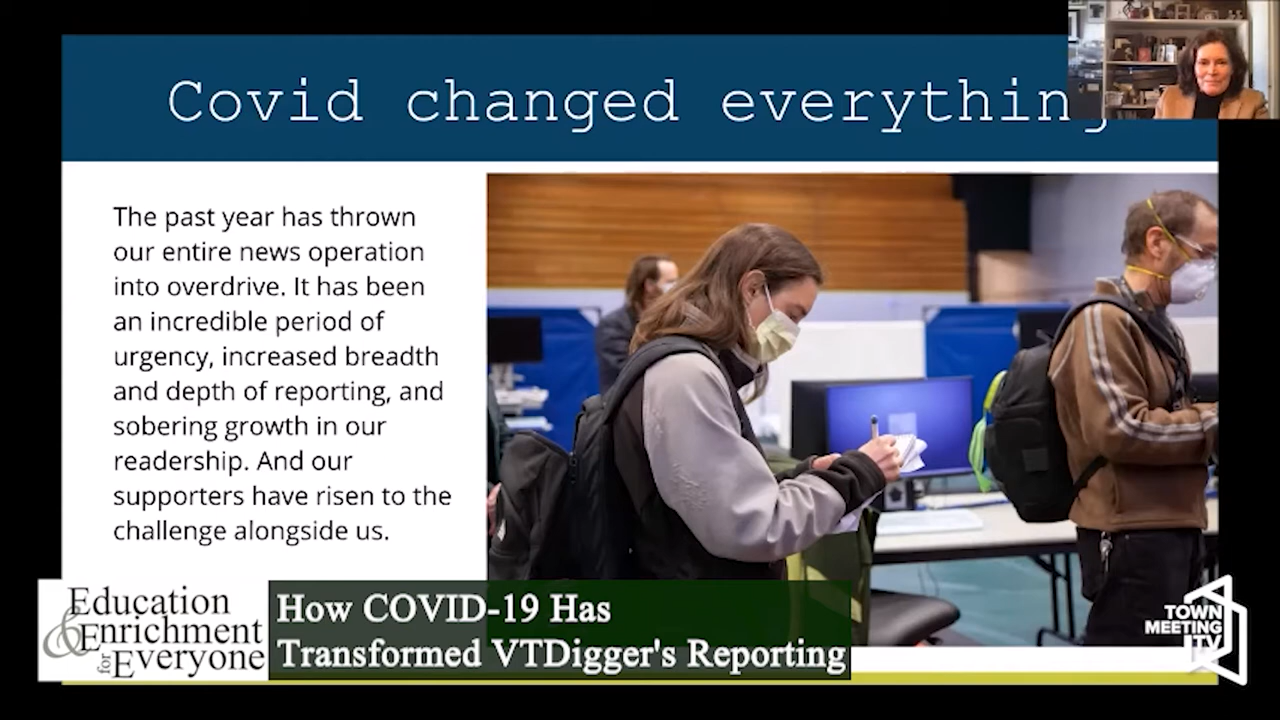 Covid changed everything
The past year has thrown
our entire news operation
into overdrive. It has been
an incredible period of
urgency, increased breadth
and depth of reporting, and
sobering growth in our
readership. And our
supporters have risen to the
challenge alongside us.
Education
& Enrichment
for Everyone
How COVID-19 Has
Transformed VTDigger's Reporting
TOWN
MEETING
TV